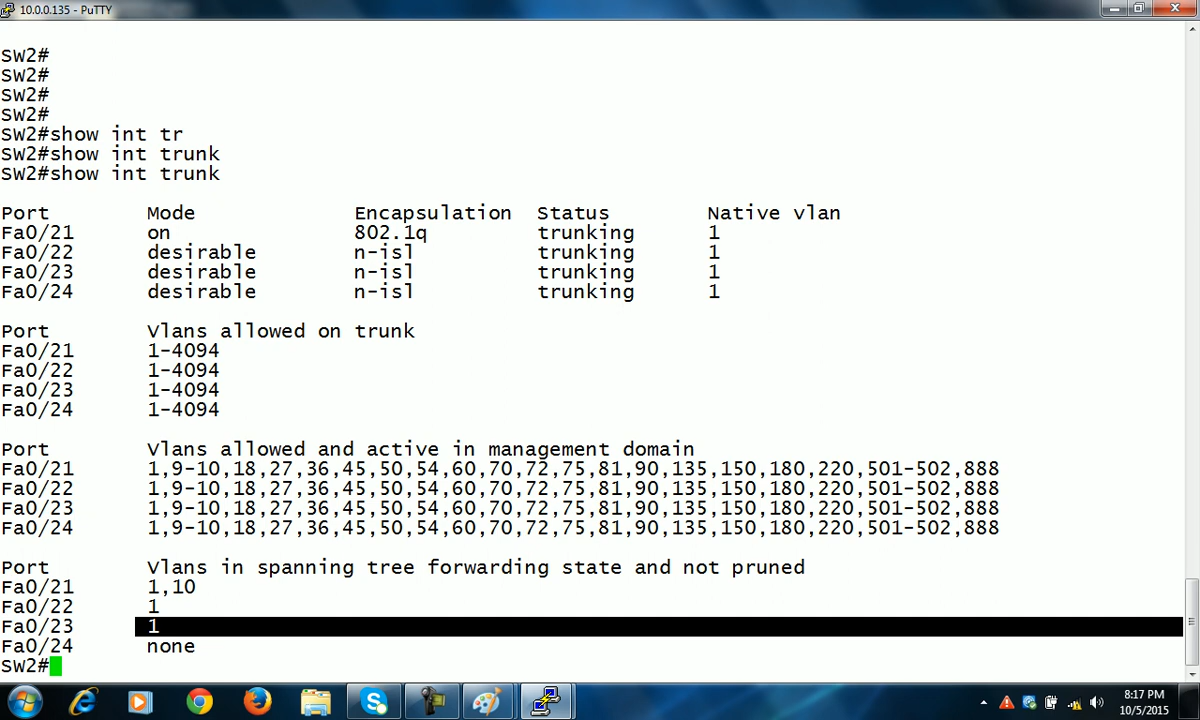 10.0.0.135 - PuTTY
SW2#
SW2#
SW2#
SW2#
SW2#show int tr
SW2#show int trunk
SW2#show int trunk
Port Mode Encapsulation Status Native vlan
Fa0/21 on 802.1q trunking 1
Fa0/22 desirable n-isl trunking 1
Fa0/23 desirable n-isl trunking 1
Fa0/24 desirable n-isl trunking 1
Port Vlans allowed on trunk
Fa0/21 1-4094
Fa0/22 1-4094
Fa0/23 1-4094
Fa0/24 1-4094
Port Vlans allowed and active in management domain
Fa0/21 1,9-10,18,27,36,45,50,54,60,70,72,75,81,90,135,150,180,220,501-502,888
Fa0/22 1,9-10,18,27,36,45,50,54,60,70,72,75,81,90,135,150,180,220,501-502,888
Fa0/23 1,9-10,18,27,36,45,50,54,60,70,72,75,81,90,135,150,180,220,501-502,888
Fa0/24 1,9-10,18,27,36,45,50,54,60,70,72,75,81,90,135,150,180,220,501-502,888
Port Vlans in spanning tree forwarding state and not pruned
Fa0/21 1,10
Fa0/22 1
Fa0/23 1
Fa0/24 none
SW2#
8:17 PM
10/5/2015